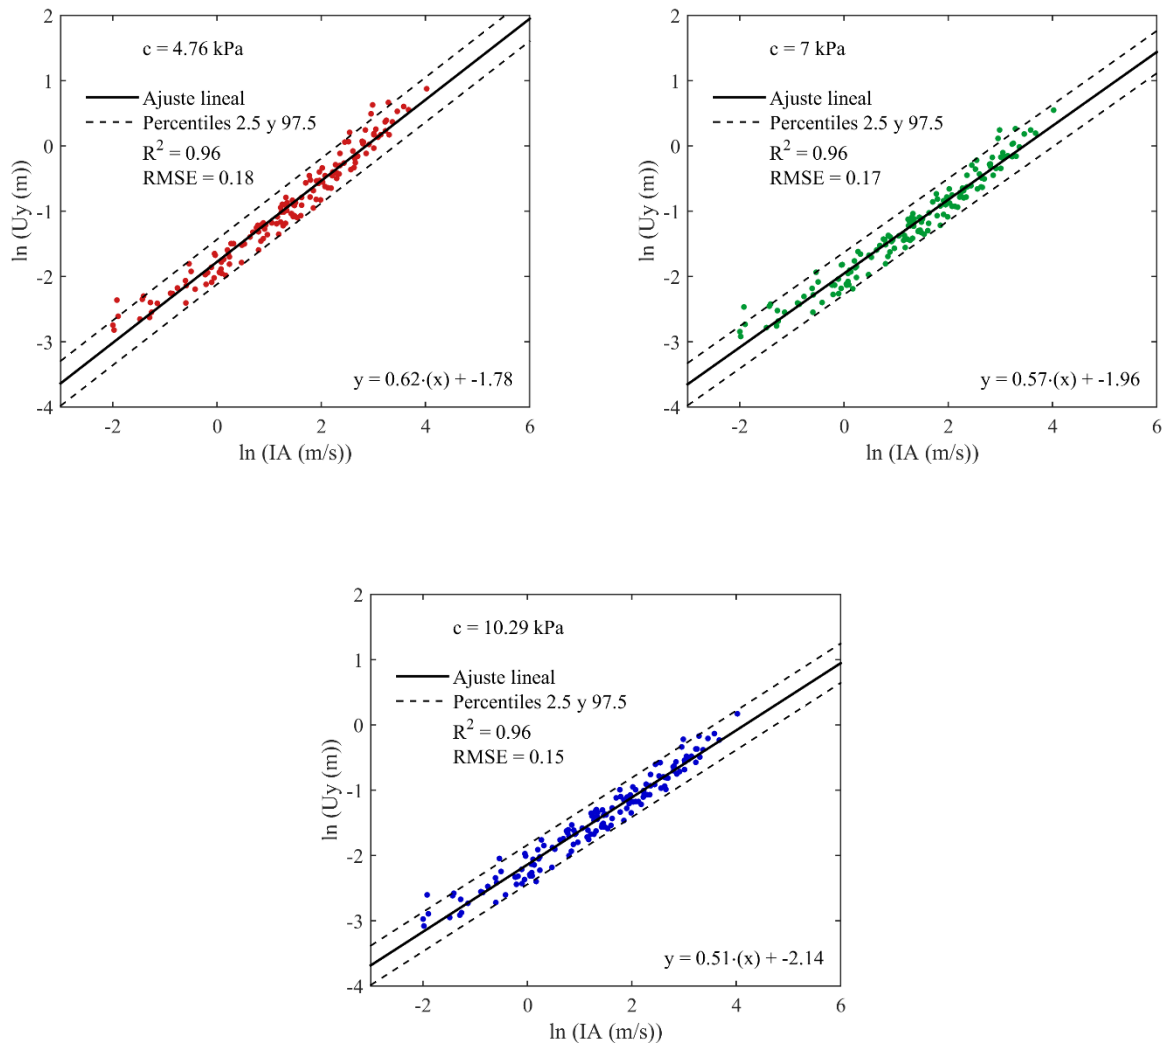 c = 4.76 kPa
Ajuste lineal
Percentiles 2.5 y 97.5
R² = 0.96
RMSE = 0.18
y = 0.62·(x) + -1.78
2
1
0
-1
-2
-3
-4
-2
0
2
4
6
ln (Uy (m))
ln (IA (m/s))
c = 7 kPa
Ajuste lineal
Percentiles 2.5 y 97.5
R² = 0.96
RMSE = 0.17
y = 0.57·(x) + -1.96
2
1
0
-1
-2
-3
-4
-2
0
2
4
6
ln (Uy (m))
ln (IA (m/s))
c = 10.29 kPa
Ajuste lineal
Percentiles 2.5 y 97.5
R² = 0.96
RMSE = 0.15
y = 0.51·(x) + -2.14
2
1
0
-1
-2
-3
-4
-2
0
2
4
6
ln (Uy (m))
ln (IA (m/s))